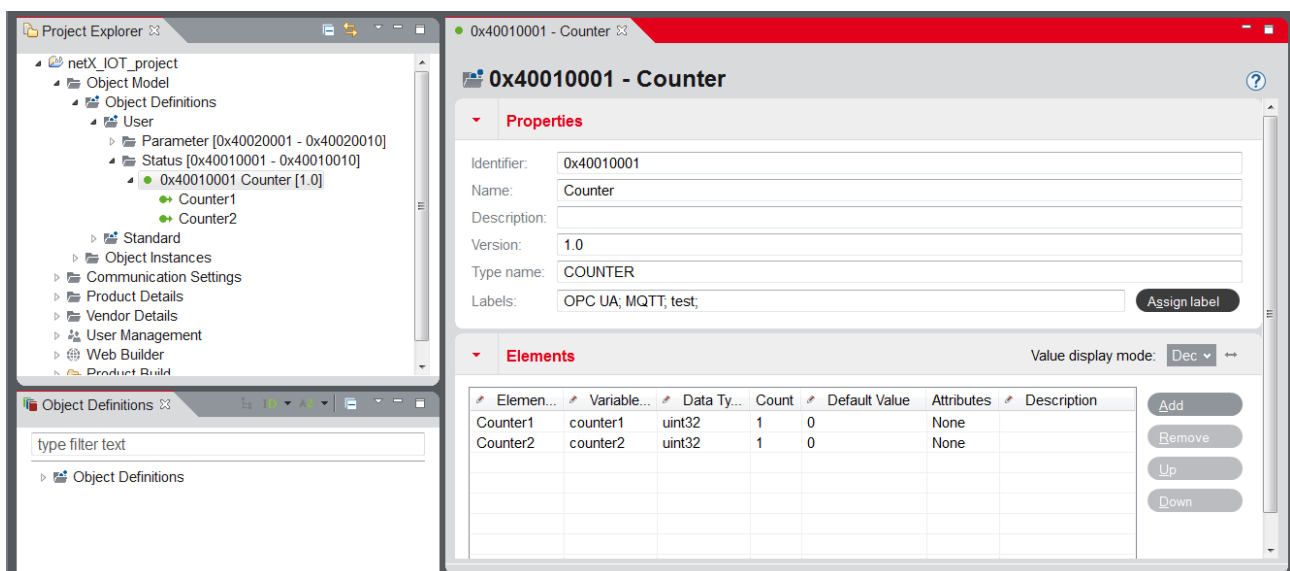 Project Explorer
netX_IOT_project
Object Model
Object Definitions
User
Parameter [0x40020001 - 0x40020010]
Status [0x40010001 - 0x40010010]
0x40010001 Counter [1.0]
Counter1
Counter2
Standard
Object Instances
Communication Settings
Product Details
Vendor Details
User Management
Web Builder
Product Build
Object Definitions
type filter text
Object Definitions
0x40010001 - Counter
0x40010001 - Counter
Properties
Identifier: 0x40010001
Name: Counter
Description:
Version: 1.0
Type name: COUNTER
Labels: OPC UA; MQTT; test; Assign label
Elements Value display mode: Dec
Elemen... Variable... Data Ty... Count Default Value Attributes Description
Counter1 counter1 uint32 1 0 None
Counter2 counter2 uint32 1 0 None
Add
Remove
Up
Down